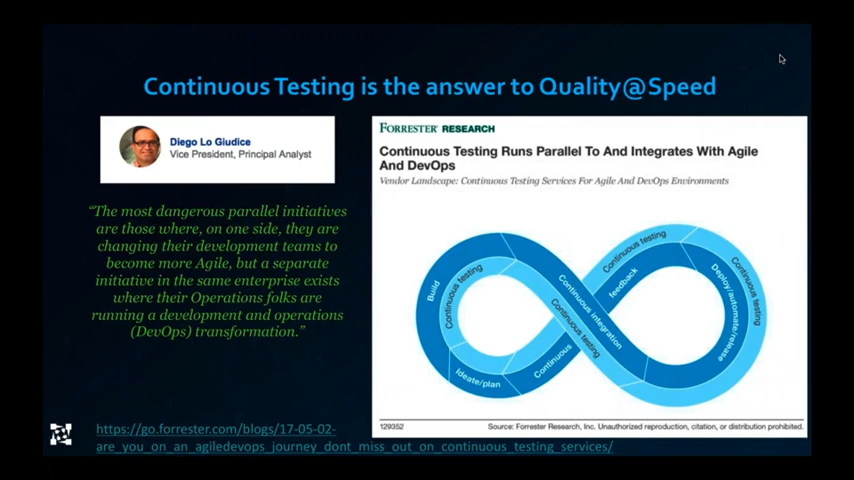 Continuous Testing is the answer to Quality@Speed
Diego Lo Giudice
Vice President, Principal Analyst
“The most dangerous parallel initiatives
are those where, on one side, they are
changing their development teams to
become more Agile, but a separate
initiative in the same enterprise exists
where their Operations folks are
running a development and operations
(DevOps) transformation.”
FORRESTER® RESEARCH
Continuous Testing Runs Parallel To And Integrates With Agile
And DevOps
Vendor Landscape: Continuous Testing Services For Agile And DevOps Environments
Build
Continuous testing
Ideate/plan
Continuous
feedback
Continuous integration
Continuous testing
Continuous testing
Continuous testing
Deploy/automate/release
129352
Source: Forrester Research, Inc. Unauthorized reproduction, citation, or distribution prohibited.
https://go.forrester.com/blogs/17-05-02-
are_you_on_an_agiledevops_journey_dont_miss_out_on_continuous_testing_services/